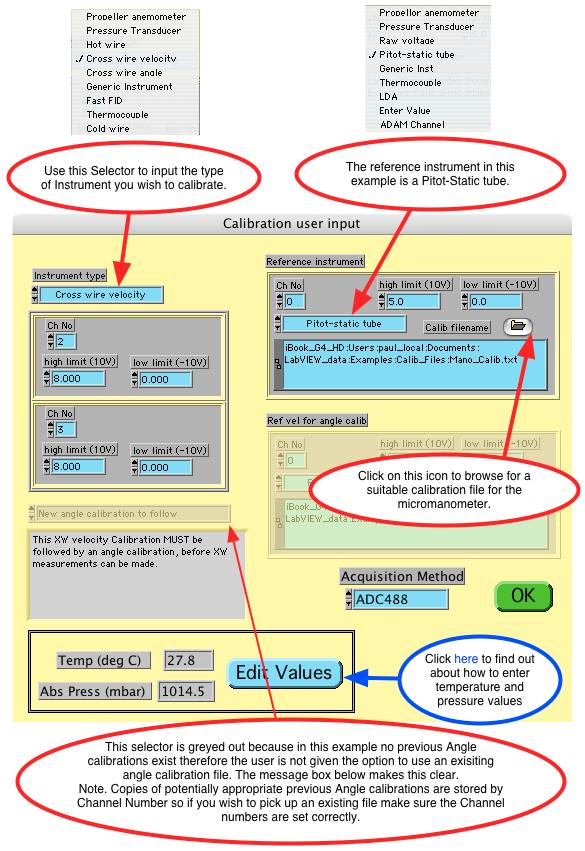 Propeller anemometer
Pressure Transducer
Hot wire
✓ Cross wire velocity
Cross wire angle
Generic Instrument
Fast FID
Thermocouple
Cold wire
Propellor anemometer
Pressure Transducer
Raw voltage
✓ Pitot-static tube
Generic Inst
Thermocouple
LDA
Enter Value
ADAM Channel
Use this Selector to input the type
of Instrument you wish to calibrate.
The reference instrument in this
example is a Pitot-Static tube.
Calibration user input
Instrument type
Cross wire velocity
Ch No
2
high limit (10V) low limit (-10V)
8.000 0.000
Ch No
3
high limit (10V) low limit (-10V)
8.000 0.000
New angle calibration to follow
This XW velocity Calibration MUST be
followed by an angle calibration, before XW
measurements can be made.
Reference instrument
Ch No high limit (10V) low limit (-10V)
0 5.0 0.0
Pitot-static tube Calib filename
iBook_G4_HD:Users:paul_local:Documents:
LabVIEW_data:Examples:Calib_Files:Mano_Calib.txt
Ref vel for angle calib
Ch No high limit (10V) low limit (-10V)
0
iBook_G4
LabVIEW_data:Exam
Click on this icon to browse for a
suitable calibration file for the
micromanometer.
Acquisition Method
ADC488
OK
Temp (deg C) 27.8
Abs Press (mbar) 1014.5
Edit Values
Click here to find out
about how to enter
temperature and
pressure values
This selector is greyed out because in this example no previous Angle
calibrations exist therefore the user is not given the option to use an exisiting
angle calibration file. The message box below makes this clear.
Note. Copies of potentially appropriate previous Angle calibrations are stored by
Channel Number so if you wish to pick up an existing file make sure the Channel
numbers are set correctly.